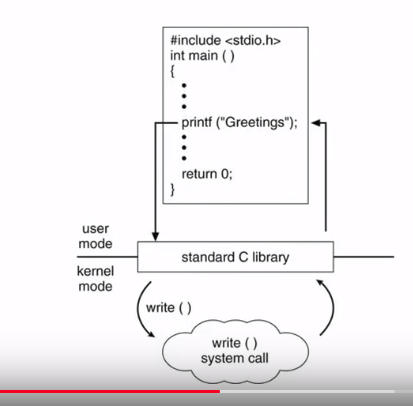 #include <stdio.h>
int main ( )
{
•
•
•
printf ("Greetings");
•
•
•
return 0;
}
user
mode
standard C library
kernel
mode
write ( )
write ( )
system call